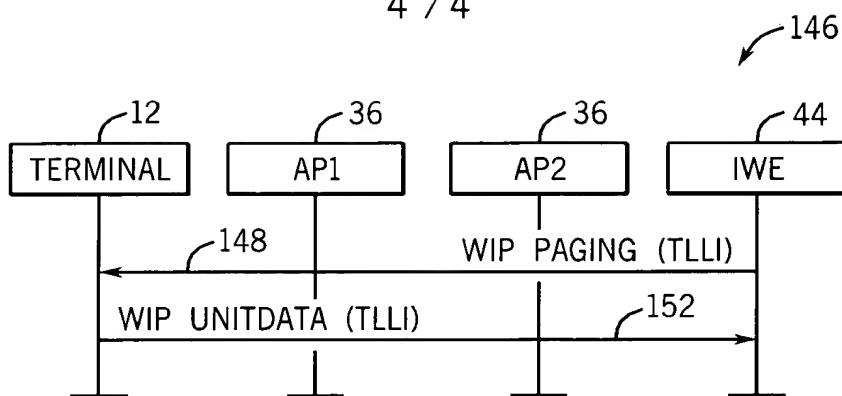 4 / 4
146
12
36
36
44
TERMINAL
AP1
AP2
IWE
148
WIP PAGING (TLLI)
WIP UNITDATA (TLLI)
152